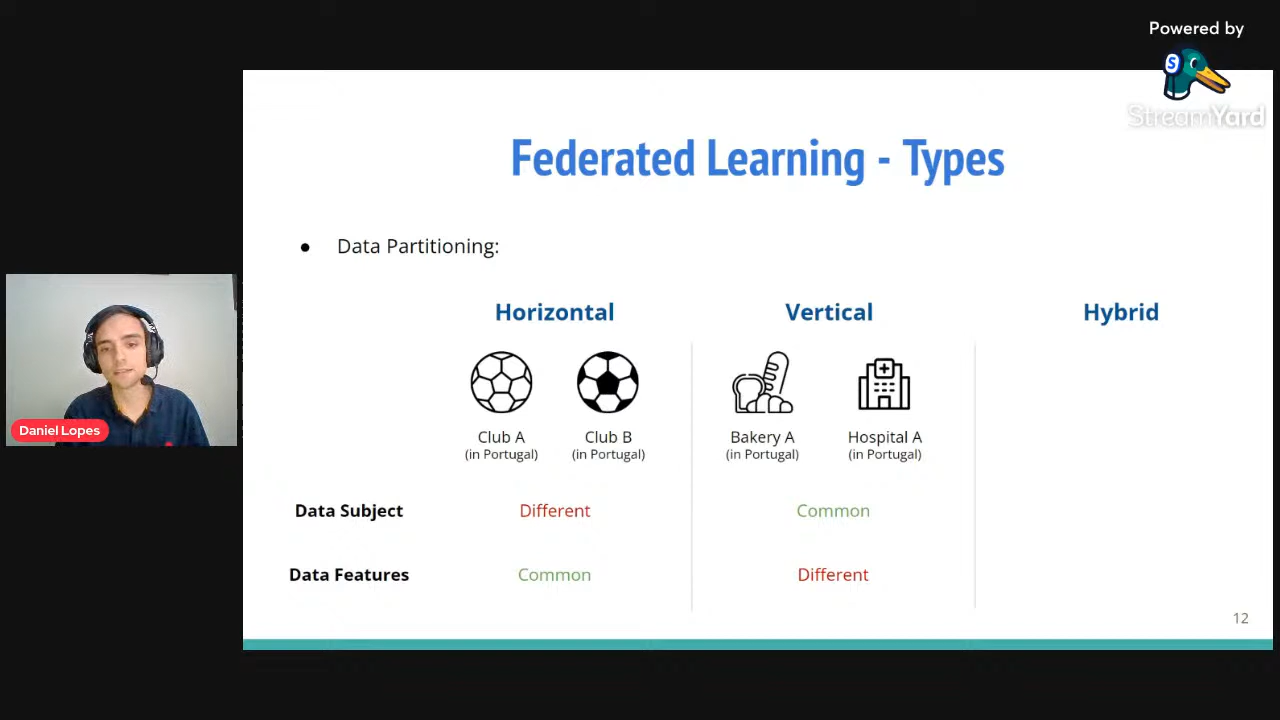 Powered by
StreamYard
Federated Learning - Types
● Data Partitioning:
Horizontal Vertical Hybrid
Club A Club B Bakery A Hospital A
(in Portugal) (in Portugal) (in Portugal) (in Portugal)
Data Subject Different Common
Data Features Common Different
Daniel Lopes
12